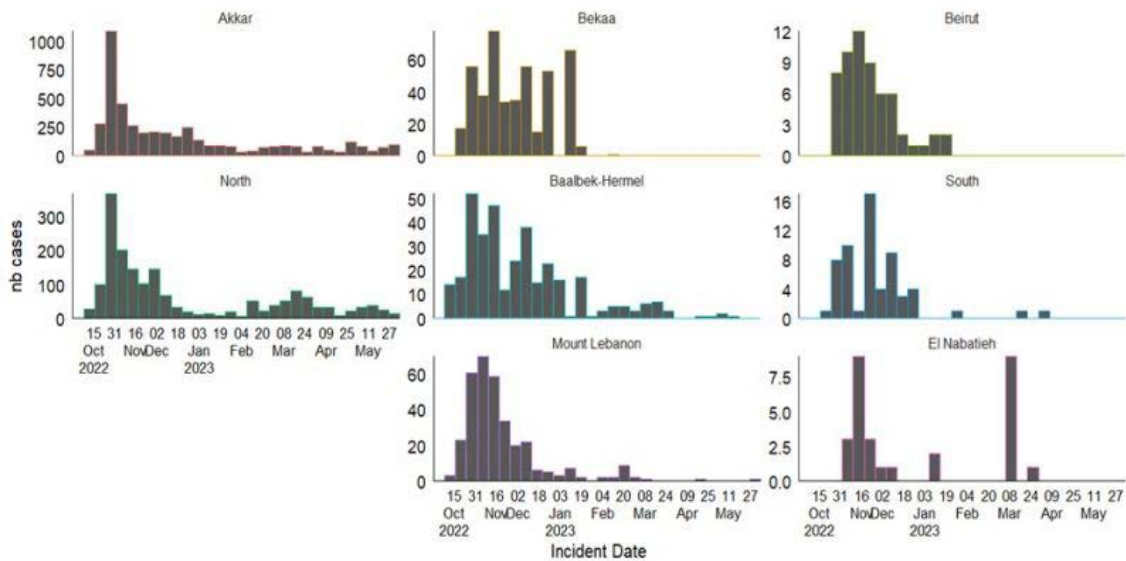 Akkar
Bekaa
Beirut
1000
750
500
250
0
60
40
20
0
12
9
6
3
0
North
Baalbek-Hermel
South
nb cases
300
200
100
0
50
40
30
20
10
0
16
12
8
4
0
15 31 16 02 18 03 19 04 20 08 24 09 25 11 27
Oct Nov Dec Jan Feb Mar Apr May
2022 2023
Mount Lebanon
El Nabatieh
60
40
20
0
7.5
5.0
2.5
0.0
15 31 16 02 18 03 19 04 20 08 24 09 25 11 27
Oct Nov Dec Jan Feb Mar Apr May
2022 2023
15 31 16 02 18 03 19 04 20 08 24 09 25 11 27
Oct Nov Dec Jan Feb Mar Apr May
2022 2023
Incident Date